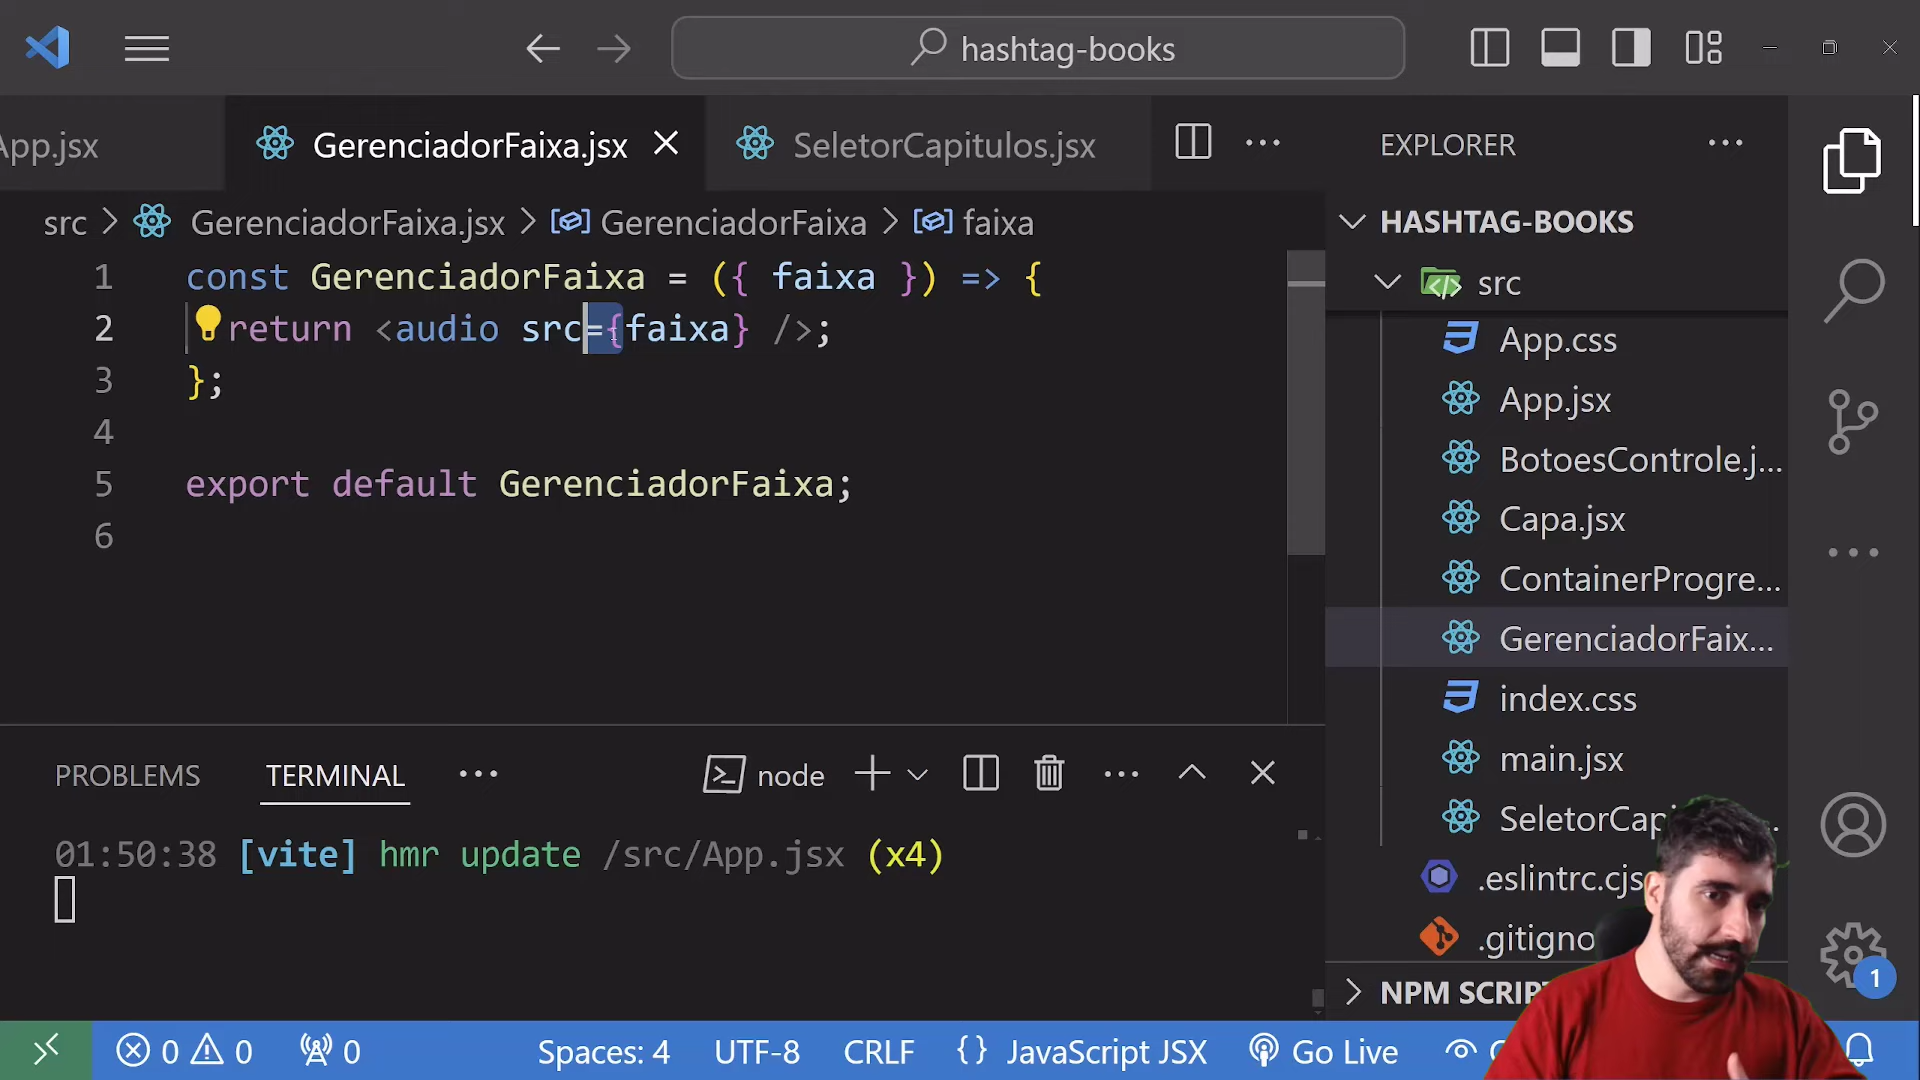 hashtag-books
App.jsx
GerenciadorFaixa.jsx
SeletorCapitulos.jsx
src > GerenciadorFaixa.jsx > GerenciadorFaixa > faixa
1 const GerenciadorFaixa = ({ faixa }) => {
2 return <audio src={faixa} />;
3 };
4
5 export default GerenciadorFaixa;
6
EXPLORER
HASHTAG-BOOKS
src
App.css
App.jsx
BotoesControle.j...
Capa.jsx
ContainerProgre...
GerenciadorFaix...
index.css
main.jsx
SeletorCap
.eslintrc.cjs
.gitigno
NPM SCRIPT
PROBLEMS
TERMINAL
node
01:50:38 [vite] hmr update /src/App.jsx (x4)
1
0 0 0
Spaces: 4
UTF-8
CRLF
{ } JavaScript JSX
Go Live